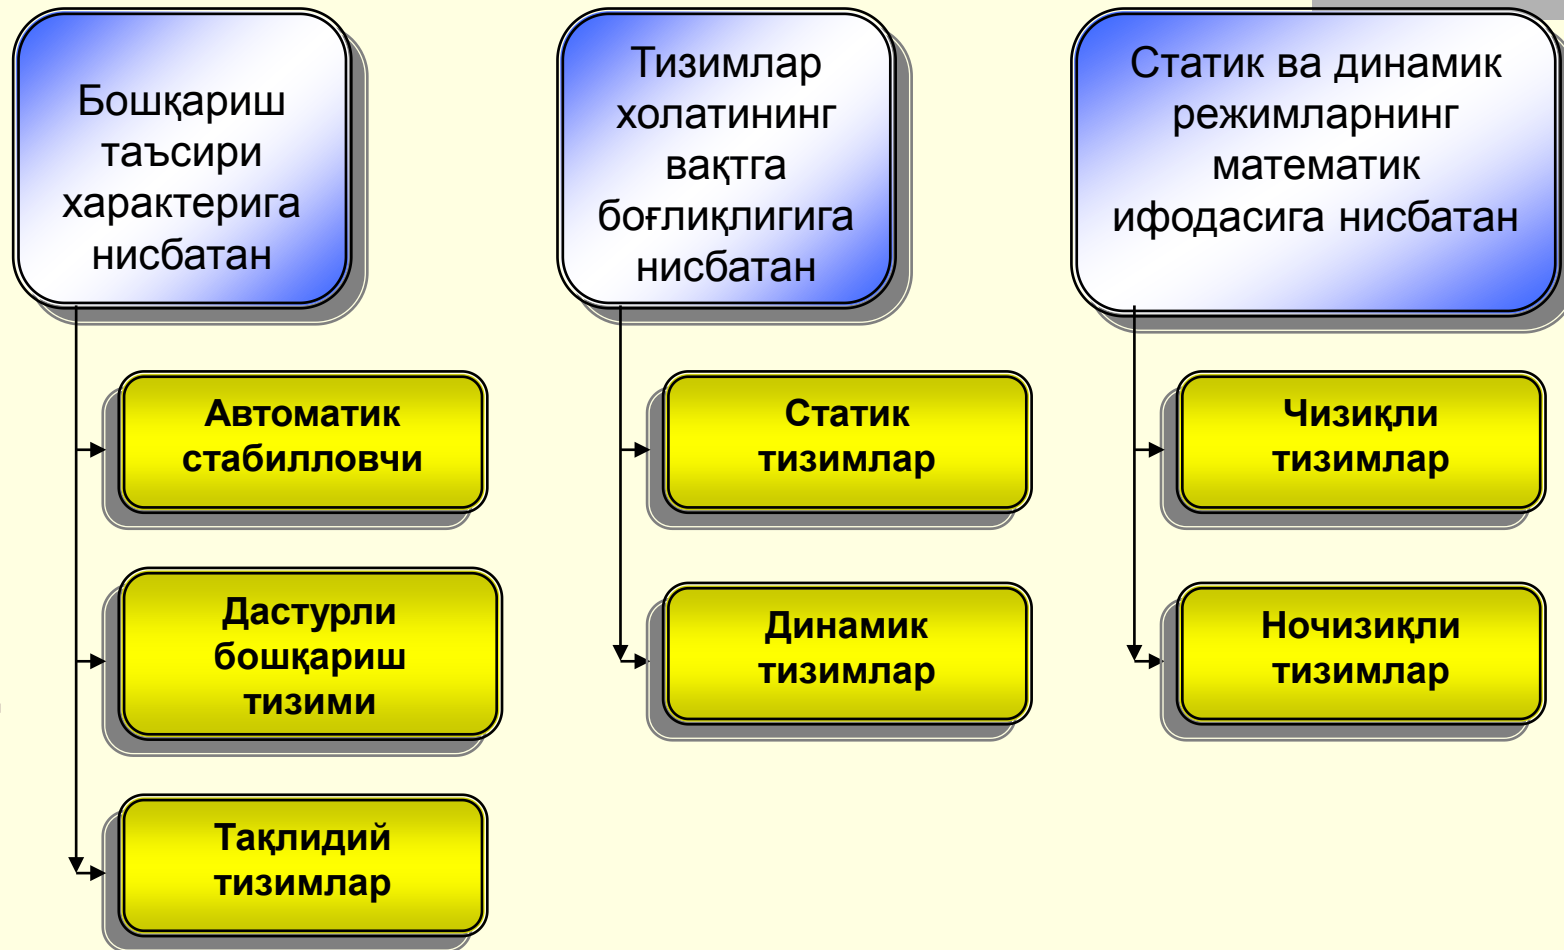 Бошқариш
таъсири
характерига
нисбатан
Автоматик
стабилловчи
Дастурли
бошқариш
тизими
Тақлидий
тизимлар
Тизимлар
холатининг
вақтга
боғлиқлигига
нисбатан
Статик
тизимлар
Динамик
тизимлар
Статик ва динамик
режимларнинг
математик
ифодасига нисбатан
Чизиқли
тизимлар
Ночизиқли
тизимлар